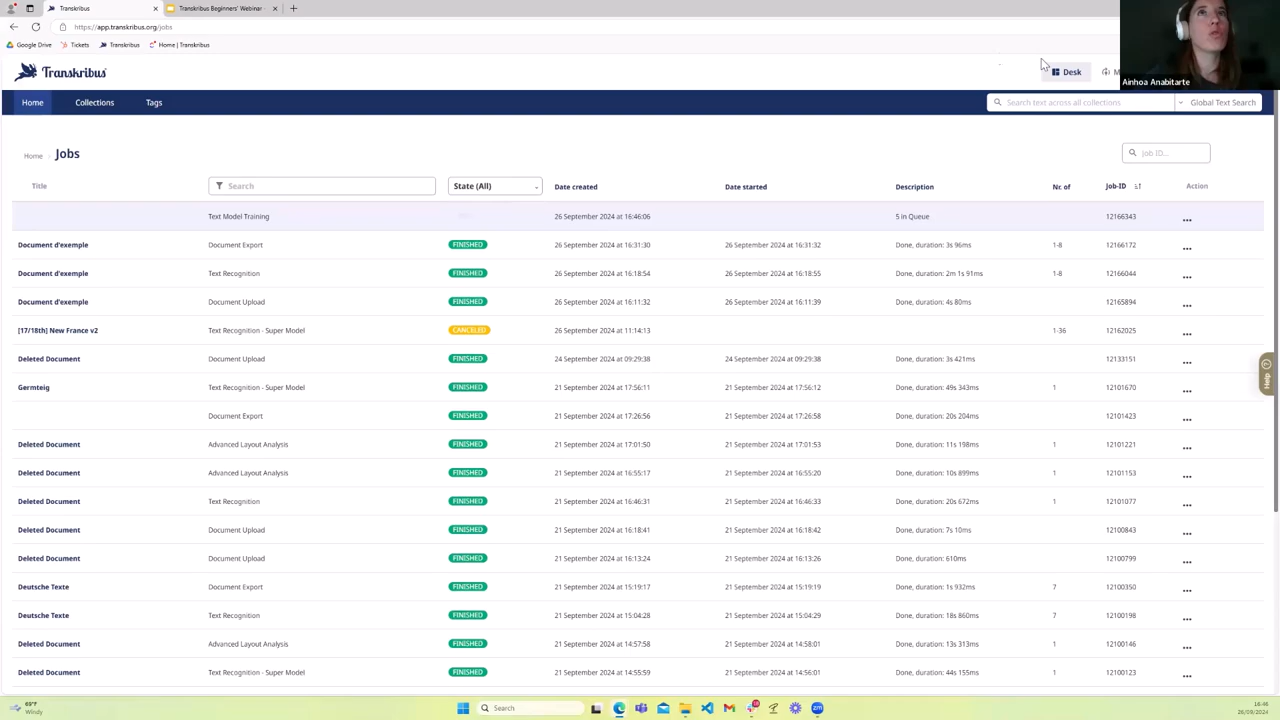 Transkribus
Transkribus Beginners' Webinar -
https://app.transkribus.org/jobs
Google Drive
Tickets
Transkribus
Home | Transkribus
Transkribus
Desk
M
Ainhoa Anabitarte
Home Collections Tags
Search text across all collections
Global Text Search
Home Jobs
Job ID...
Title Search State (All) Date created Date started Description Nr. of Job-ID Action
Text Model Training 26 September 2024 at 16:46:06 5 In Queue 12166343 ...
Document d'exemple Document Export FINISHED 26 September 2024 at 16:31:30 26 September 2024 at 16:31:32 Done, duration: 3s 96ms 1-8 12166172 ...
Document d'exemple Text Recognition FINISHED 26 September 2024 at 16:18:54 26 September 2024 at 16:18:55 Done, duration: 2m 1s 91ms 1-8 12166044 ...
Document d'exemple Document Upload FINISHED 26 September 2024 at 16:11:32 26 September 2024 at 16:11:39 Done, duration: 4s 80ms 12165894 ...
[17/18th] New France v2 Text Recognition - Super Model CANCELED 26 September 2024 at 11:14:13 1-36 12162025 ...
Deleted Document Document Upload FINISHED 24 September 2024 at 09:29:38 24 September 2024 at 09:29:38 Done, duration: 3s 421ms 12133151 ...
Germteig Text Recognition - Super Model FINISHED 21 September 2024 at 17:56:11 21 September 2024 at 17:56:12 Done, duration: 49s 343ms 1 12101670 ...
Document Export FINISHED 21 September 2024 at 17:26:56 21 September 2024 at 17:26:58 Done, duration: 20s 204ms 12101423 ...
Deleted Document Advanced Layout Analysis FINISHED 21 September 2024 at 17:01:50 21 September 2024 at 17:01:53 Done, duration: 11s 198ms 1 12101221 ...
Deleted Document Advanced Layout Analysis FINISHED 21 September 2024 at 16:55:17 21 September 2024 at 16:55:20 Done, duration: 10s 899ms 1 12101153 ...
Deleted Document Text Recognition FINISHED 21 September 2024 at 16:46:31 21 September 2024 at 16:46:33 Done, duration: 20s 672ms 1 12101077 ...
Deleted Document Document Upload FINISHED 21 September 2024 at 16:18:41 21 September 2024 at 16:18:42 Done, duration: 7s 10ms 12100843 ...
Deleted Document Document Upload FINISHED 21 September 2024 at 16:13:24 21 September 2024 at 16:13:26 Done, duration: 610ms 12100799 ...
Deutsche Texte Document Export FINISHED 21 September 2024 at 15:19:17 21 September 2024 at 15:19:19 Done, duration: 1s 932ms 7 12100350 ...
Deutsche Texte Text Recognition FINISHED 21 September 2024 at 15:04:28 21 September 2024 at 15:04:29 Done, duration: 18s 860ms 7 12100198 ...
Deleted Document Advanced Layout Analysis FINISHED 21 September 2024 at 14:57:58 21 September 2024 at 14:58:01 Done, duration: 13s 313ms 1 12100146 ...
Deleted Document Text Recognition - Super Model FINISHED 21 September 2024 at 14:55:59 21 September 2024 at 14:56:01 Done, duration: 44s 155ms 1 12100123 ...
Help
69°F
Windy
Search
26/09/2024